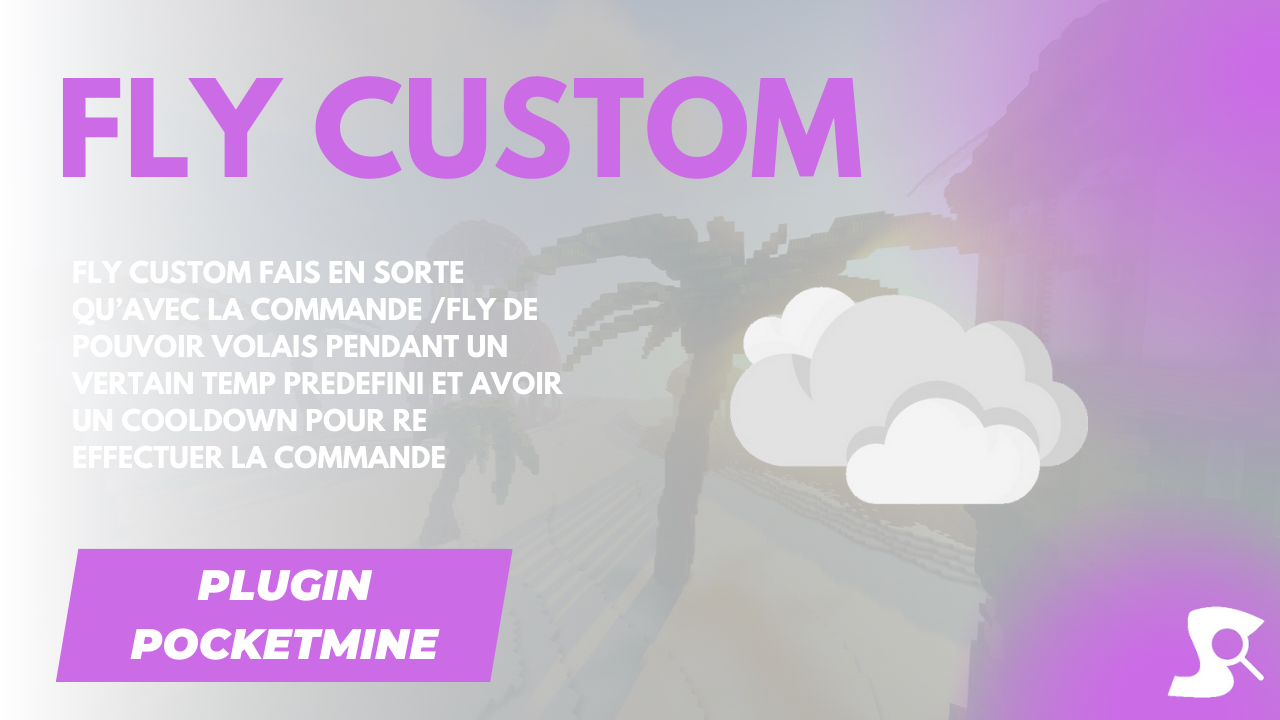 FLY CUSTOM
FLY CUSTOM FAIS EN SORTE
QU'AVEC LA COMMANDE /FLY DE
POUVOIR VOLAIS PENDANT UN
VERTAIN TEMP PREDEFINI ET AVOIR
UN COOLDOWN POUR RE
EFFECTUER LA COMMANDE
PLUGIN
POCKETMINE